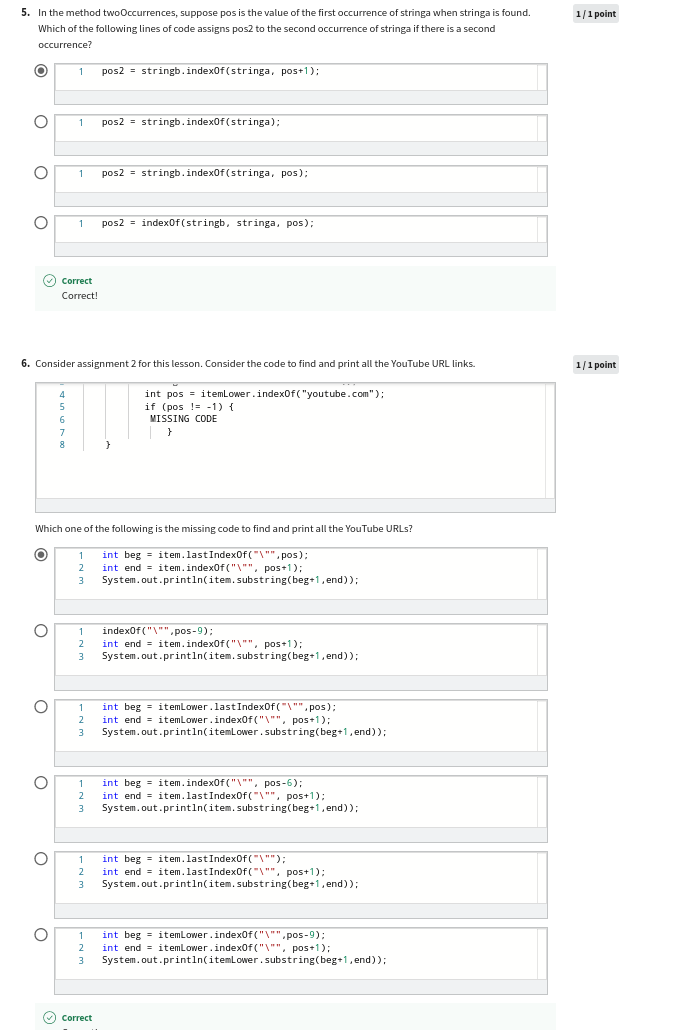 5. In the method twoOccurrences, suppose pos is the value of the first occurrence of stringa when stringa is found.
1 / 1 point
Which of the following lines of code assigns pos2 to the second occurrence of stringa if there is a second
occurrence?
1 pos2 = stringb.indexOf(stringa, pos+1);
1 pos2 = stringb.indexOf(stringa);
1 pos2 = stringb.indexOf(stringa, pos);
1 pos2 = indexOf(stringb, stringa, pos);
Correct
Correct!
6. Consider assignment 2 for this lesson. Consider the code to find and print all the YouTube URL links.
1 / 1 point
4 int pos = itemLower.indexOf("youtube.com");
5 if (pos != -1) {
6 MISSING CODE
7 }
8 }
Which one of the following is the missing code to find and print all the YouTube URLs?
1 int beg = item.lastIndexOf("\"",pos);
2 int end = item.indexOf("\"", pos+1);
3 System.out.println(item.substring(beg+1,end));
1 indexOf("\"",pos-9);
2 int end = item.indexOf("\"", pos+1);
3 System.out.println(item.substring(beg+1,end));
1 int beg = itemLower.lastIndexOf("\"",pos);
2 int end = itemLower.indexOf("\"", pos+1);
3 System.out.println(itemLower.substring(beg+1,end));
1 int beg = item.indexOf("\"", pos-6);
2 int end = item.lastIndexOf("\"", pos+1);
3 System.out.println(item.substring(beg+1,end));
1 int beg = item.lastIndexOf("\"");
2 int end = item.lastIndexOf("\"", pos+1);
3 System.out.println(item.substring(beg+1,end));
1 int beg = itemLower.indexOf("\"",pos-9);
2 int end = itemLower.indexOf("\"", pos+1);
3 System.out.println(itemLower.substring(beg+1,end));
Correct